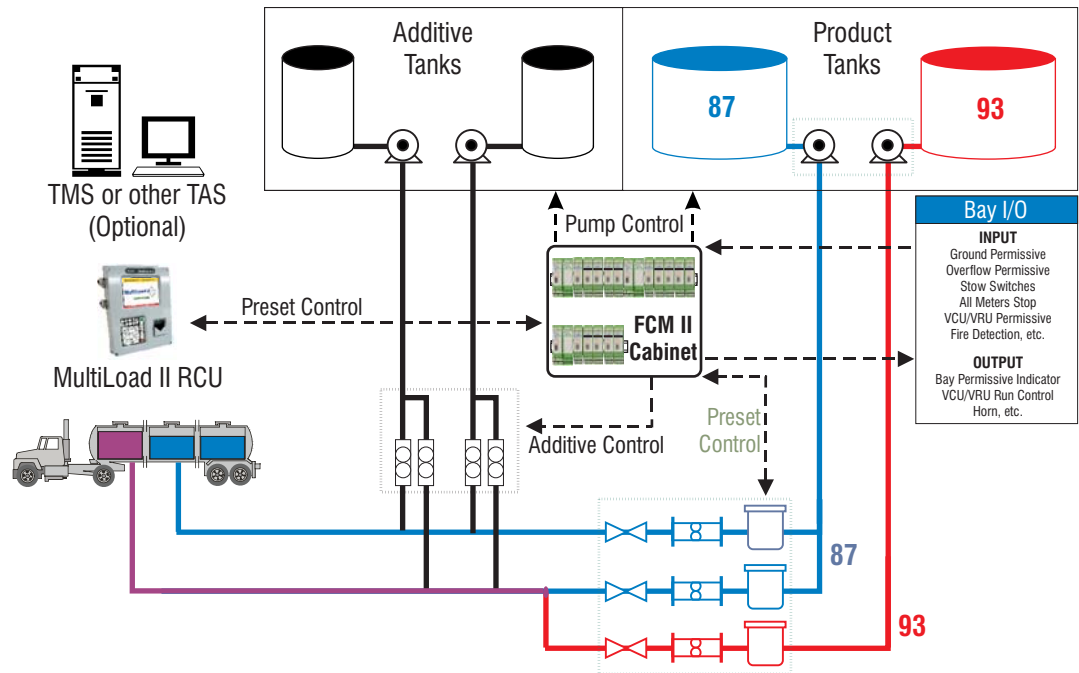 Additive
Tanks
Product
Tanks
87
93
TMS or other TAS
(Optional)
Pump Control
Bay I/O
INPUT
Ground Permissive
Overflow Permissive
Stow Switches
All Meters Stop
VCU/VRU Permissive
Fire Detection, etc.
OUTPUT
Bay Permissive Indicator
VCU/VRU Run Control
Horn, etc.
Preset Control
FCM II
Cabinet
MultiLoad II RCU
Additive Control
Preset
Control
87
93